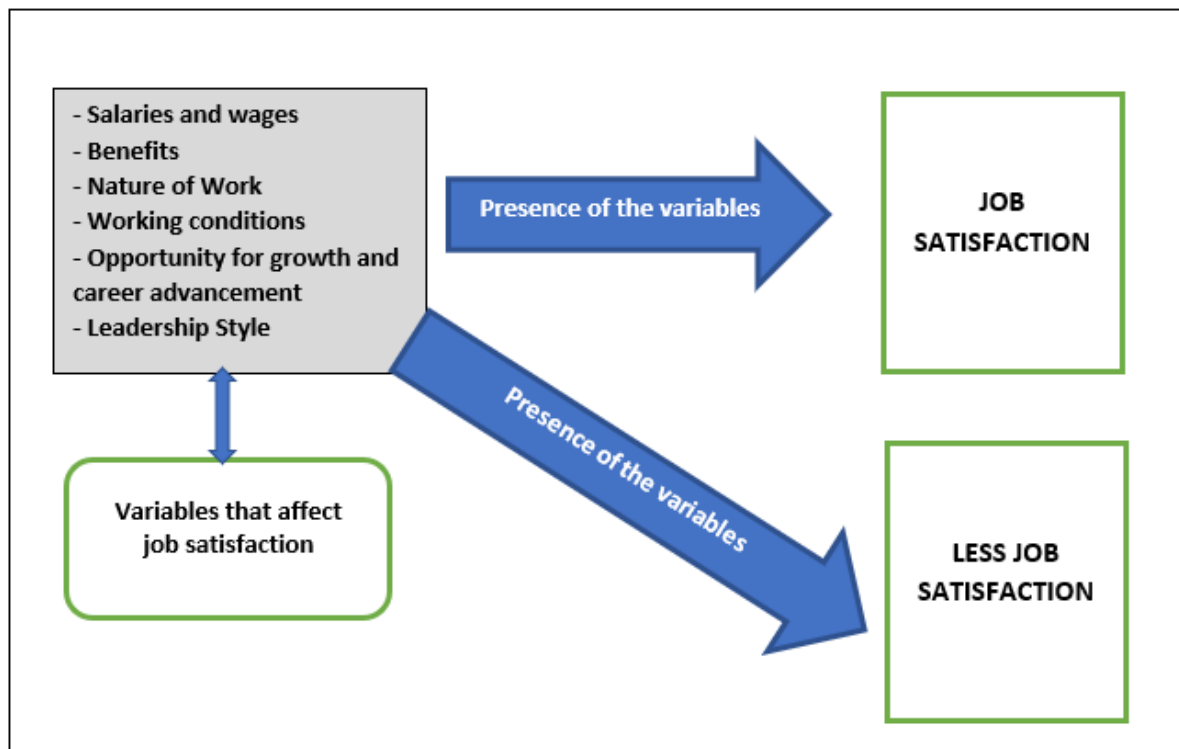 - Salaries and wages
- Benefits
- Nature of Work
- Working conditions
- Opportunity for growth and
career advancement
- Leadership Style
Presence of the variables
JOB
SATISFACTION
Presence of the variables
Variables that affect
job satisfaction
LESS JOB
SATISFACTION